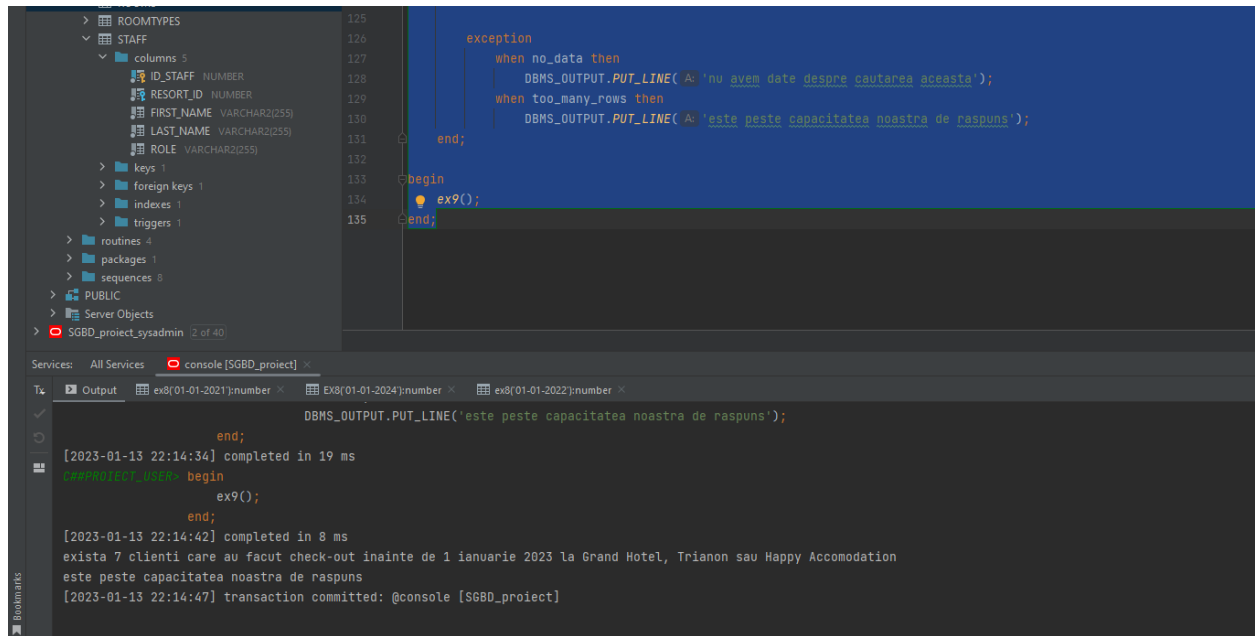 ROOMTYPES
STAFF
columns 5
ID_STAFF NUMBER
RESORT_ID NUMBER
FIRST_NAME VARCHAR2(255)
LAST_NAME VARCHAR2(255)
ROLE VARCHAR2(255)
keys 1
foreign keys 1
indexes 1
triggers 1
routines 4
packages 1
sequences 8
PUBLIC
Server Objects
SGBD_proiect_sysadmin 2 of 40
125
126 exception
127 when no_data then
128 DBMS_OUTPUT.PUT_LINE( A: 'nu avem date despre cautarea aceasta');
129 when too_many_rows then
130 DBMS_OUTPUT.PUT_LINE( A: 'este peste capacitatea noastra de raspuns');
131 end;
132
133 begin
134 ex9();
135 end;
Services: All Services console [SGBD_proiect]
Tx Output ex8('01-01-2021'):number EX8('01-01-2024'):number ex8('01-01-2022'):number
DBMS_OUTPUT.PUT_LINE('este peste capacitatea noastra de raspuns');
end;
[2023-01-13 22:14:34] completed in 19 ms
C##PROIECT_USER> begin
ex9();
end;
[2023-01-13 22:14:42] completed in 8 ms
exista 7 clienti care au facut check-out inainte de 1 ianuarie 2023 la Grand Hotel, Trianon sau Happy Accomodation
este peste capacitatea noastra de raspuns
[2023-01-13 22:14:47] transaction committed: @console [SGBD_proiect]
Bookmarks